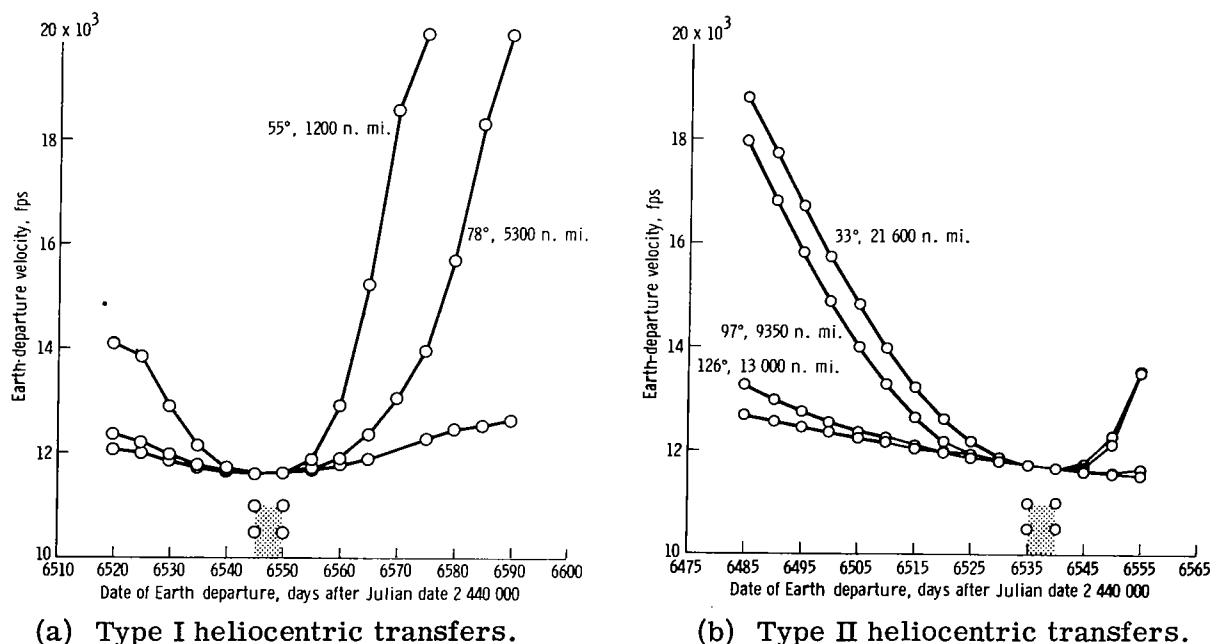 20 x 10³
18
16
14
12
10
Earth-departure velocity, fps
55°, 1200 n. mi.
78°, 5300 n. mi.
6510 6520 6530 6540 6550 6560 6570 6580 6590 6600
Date of Earth departure, days after Julian date 2 440 000
(a) Type I heliocentric transfers.
20 x 10³
18
16
14
12
10
Earth-departure velocity, fps
33°, 21 600 n. mi.
97°, 9350 n. mi.
126°, 13 000 n. mi.
6475 6485 6495 6505 6515 6525 6535 6545 6555 6565
Date of Earth departure, days after Julian date 2 440 000
(b) Type II heliocentric transfers.